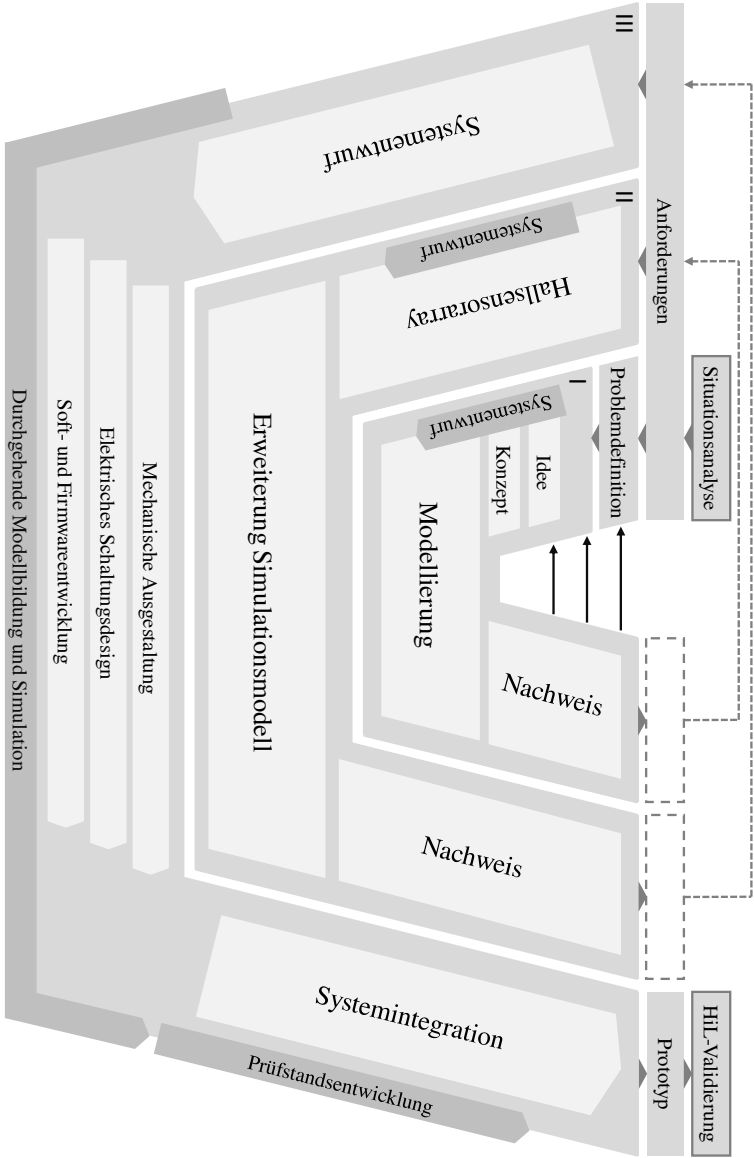 Situationsanalyse
HiL-Validierung
Anforderungen
Prototyp
III
II
Problemdefinition
I
Systementwurf
Systementwurf
Hallsensorarray
Systementwurf
Idee
Konzept
Nachweis
Modellierung
Nachweis
Systemintegration
Erweiterung Simulationsmodell
Prüfstandsentwicklung
Mechanische Ausgestaltung
Elektrisches Schaltungsdesign
Soft- und Firmwareentwicklung
Durchgehende Modellbildung und Simulation